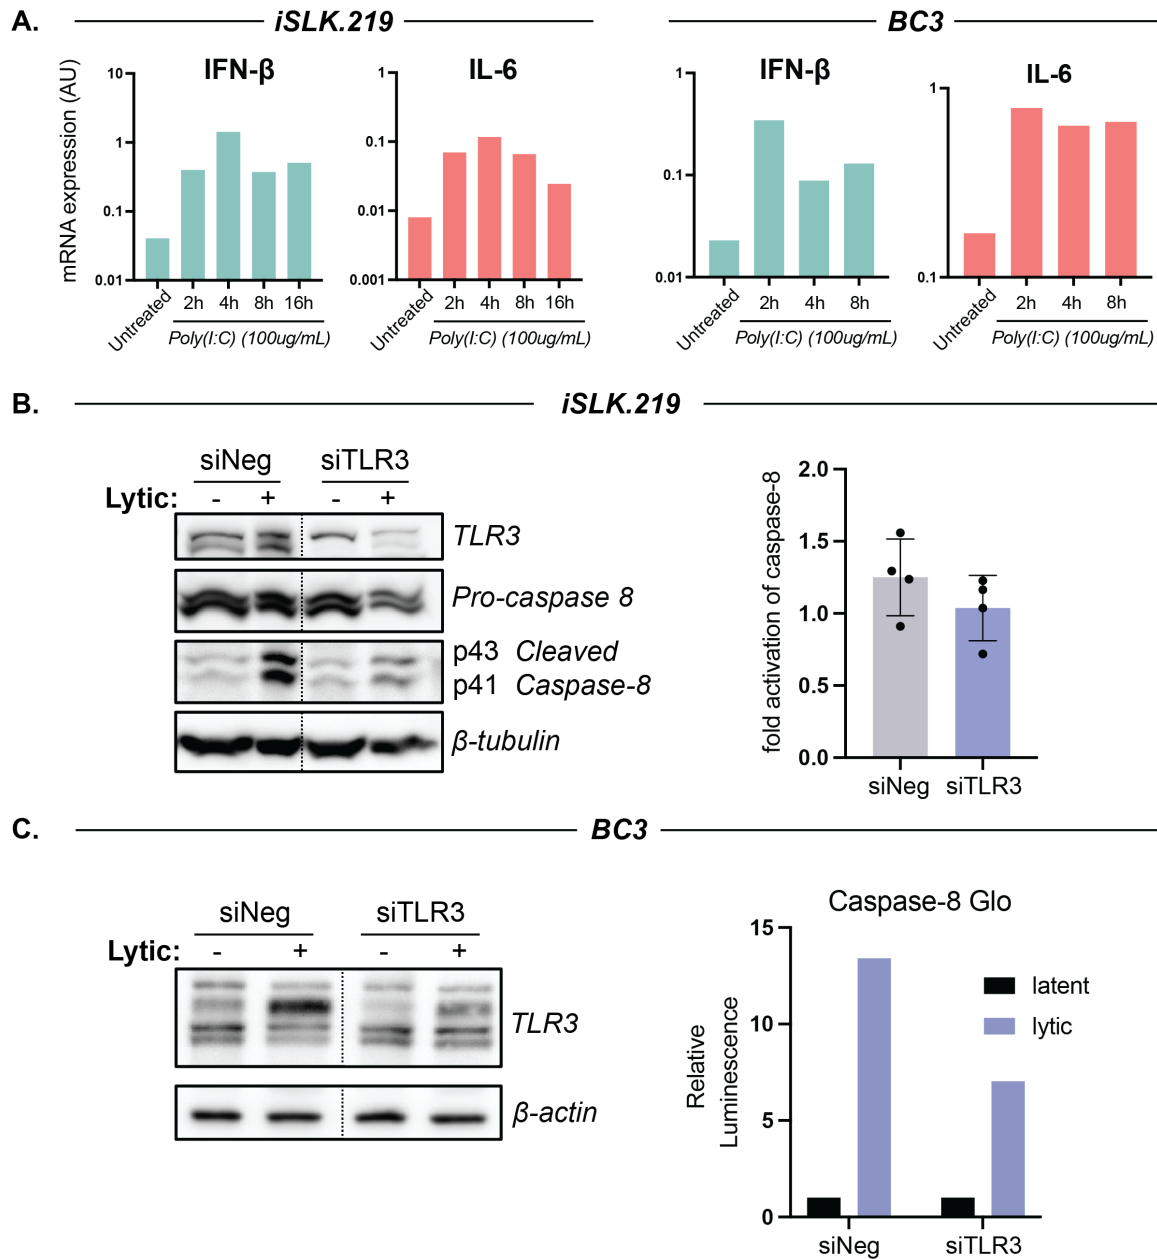 A.
iSLK.219
BC3
IFN-β
IL-6
IFN-β
IL-6
mRNA expression (AU)
10
1
0.1
0.01
Untreated
2h 4h 8h 16h
Poly(I:C) (100ug/mL)
1
0.1
0.01
0.001
Untreated
2h 4h 8h 16h
Poly(I:C) (100ug/mL)
1
0.1
0.01
Untreated
2h 4h 8h
Poly(I:C) (100ug/mL)
1
0.1
Untreated
2h 4h 8h
Poly(I:C) (100ug/mL)
B.
iSLK.219
siNeg siTLR3
Lytic: - + - +
TLR3
Pro-caspase 8
p43 Cleaved
p41 Caspase-8
β-tubulin
fold activation of caspase-8
2.0
1.5
1.0
0.5
0.0
siNeg siTLR3
C.
BC3
siNeg siTLR3
Lytic: - + - +
TLR3
β-actin
Caspase-8 Glo
Relative
Luminescence
15
10
5
0
latent
lytic
siNeg siTLR3